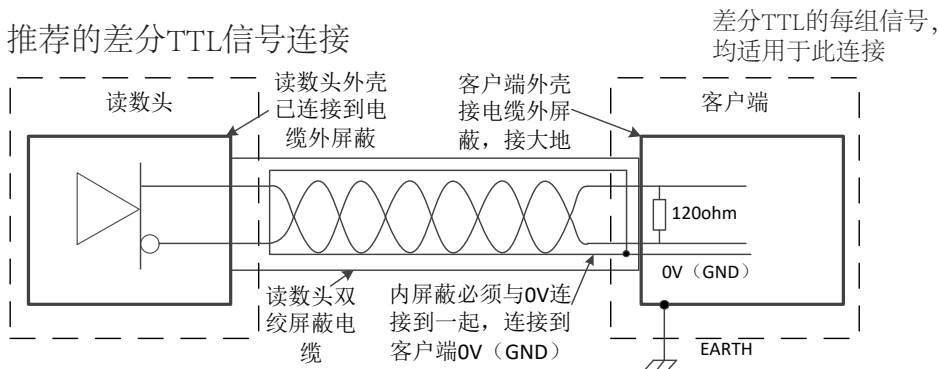 推荐的差分TTL信号连接
差分TTL的每组信号，
均适用于此连接
读数头
读数头外壳
已连接到电
缆外屏蔽
客户端外壳
接电缆外屏
蔽，接大地
客户端
120ohm
0V（GND）
读数头双
绞屏蔽电
缆
内屏蔽必须与0V连
接到一起，连接到
客户端0V（GND）
EARTH